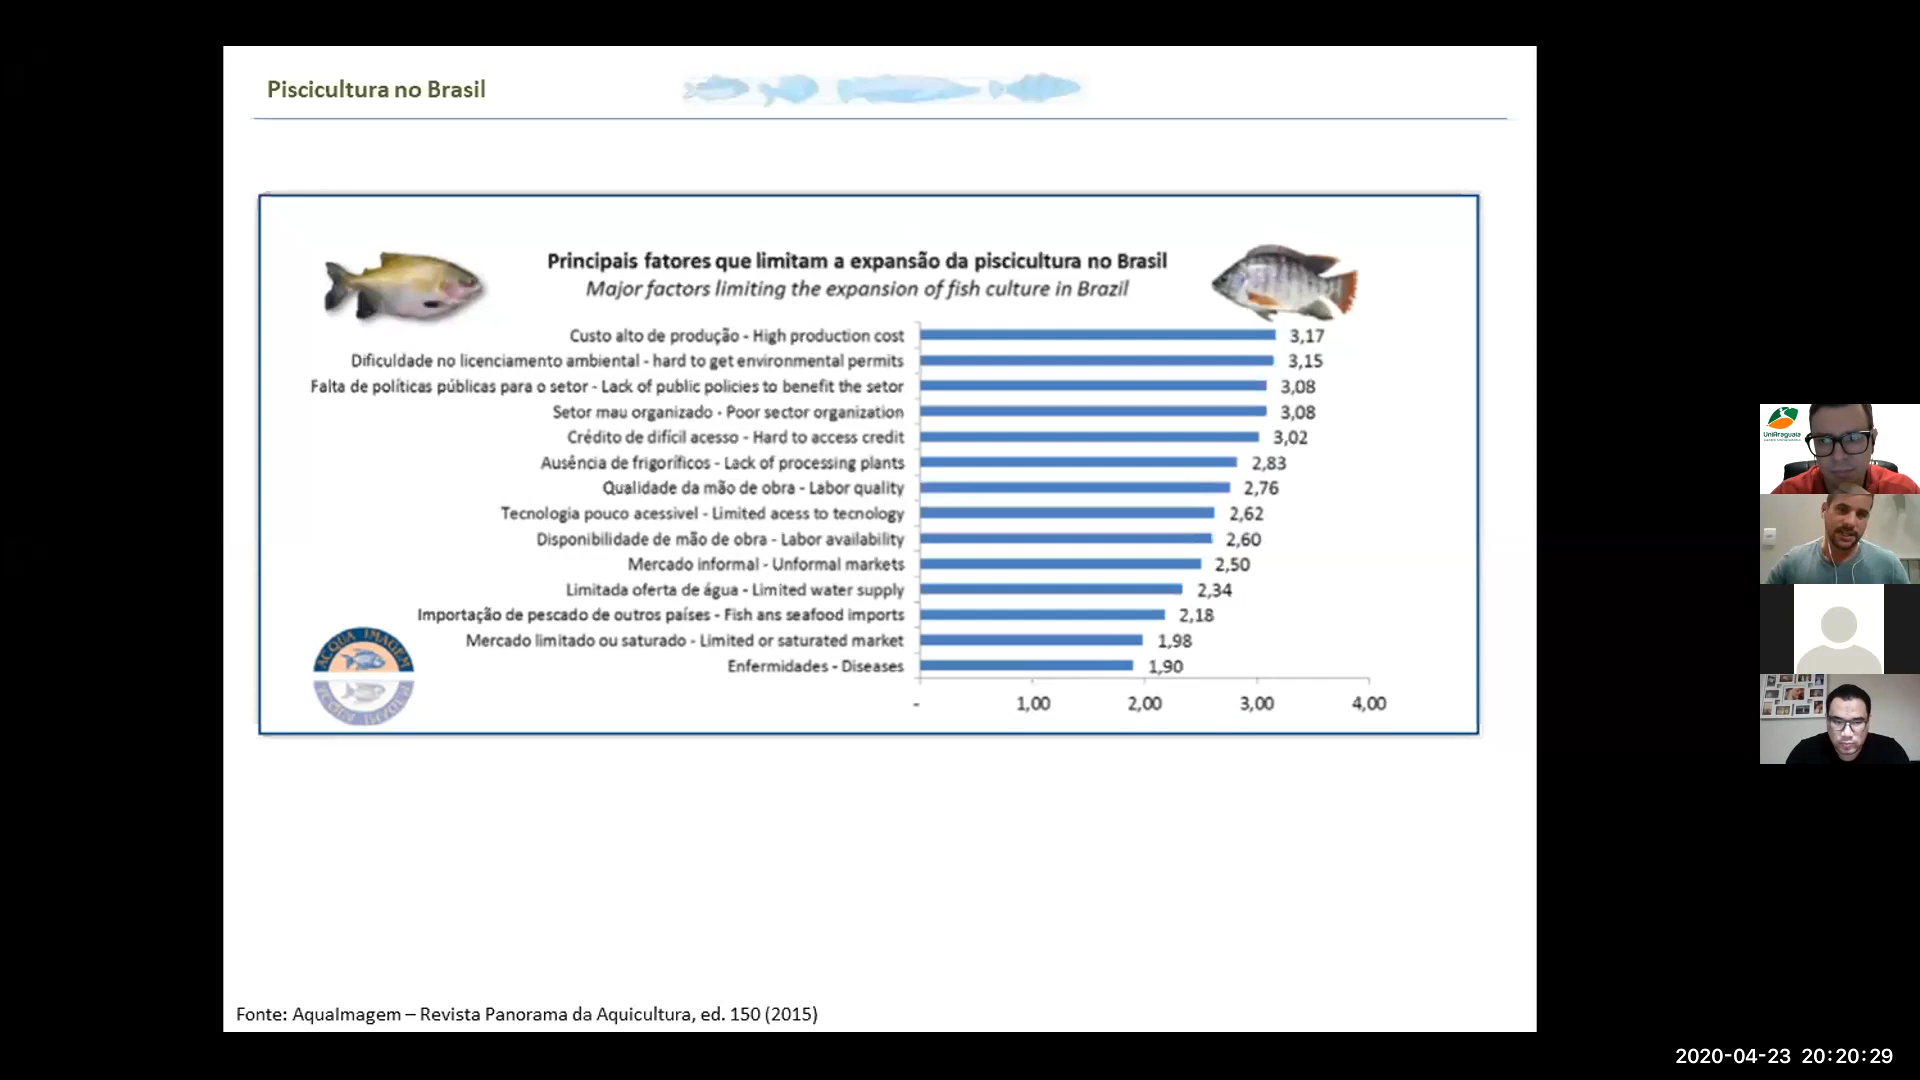 Piscicultura no Brasil
Principais fatores que limitam a expansão da piscicultura no Brasil
Major factors limiting the expansion of fish culture in Brazil
Custo alto de produção - High production cost 3,17
Dificuldade no licenciamento ambiental - hard to get environmental permits 3,15
Falta de políticas públicas para o setor - Lack of public policies to benefit the setor 3,08
Setor mau organizado - Poor sector organization 3,08
Crédito de difícil acesso - Hard to access credit 3,02
Ausência de frigoríficos - Lack of processing plants 2,83
Qualidade da mão de obra - Labor quality 2,76
Tecnologia pouco acessivel - Limited acess to tecnology 2,62
Disponibilidade de mão de obra - Labor availability 2,60
Mercado informal - Unformal markets 2,50
Limitada oferta de água - Limited water supply 2,34
Importação de pescado de outros países - Fish ans seafood imports 2,18
Mercado limitado ou saturado - Limited or saturated market 1,98
Enfermidades - Diseases 1,90
- 1,00 2,00 3,00 4,00
ACQUA IMAGEM
UniAraguaia
Fonte: AquaImagem – Revista Panorama da Aquicultura, ed. 150 (2015)
2020-04-23 20:20:29